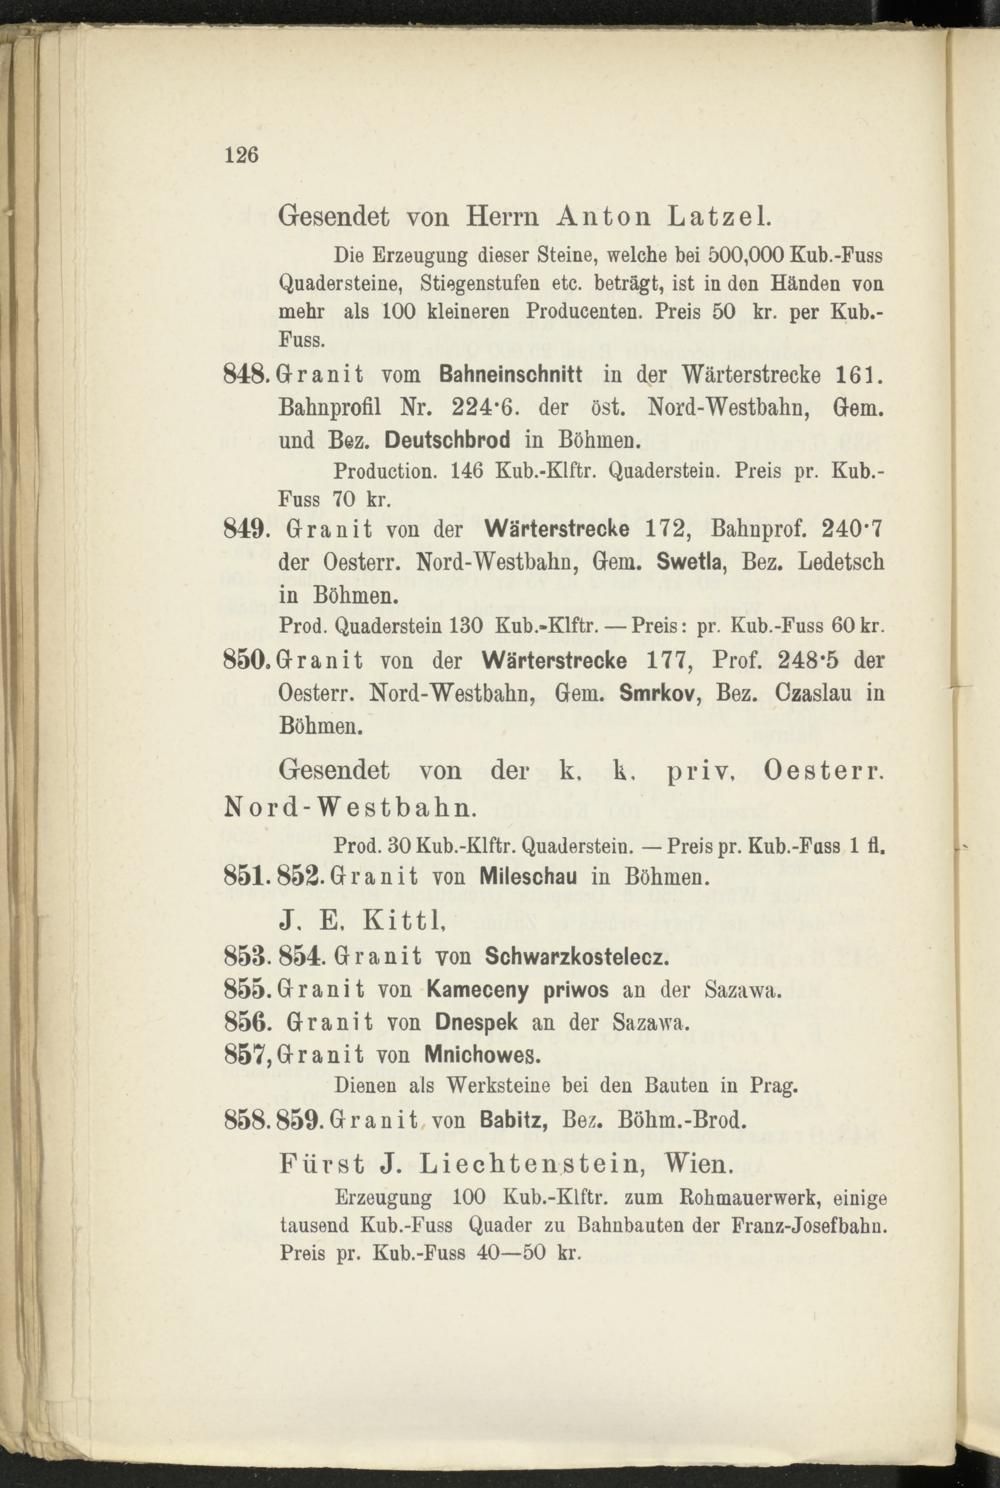 126
Gesendet von Herrn Anton Latzel.
Die Erzeugung dieser Steine, welche bei 500,000 Kub.-Fuss
Quadersteine, Stiegenstufen etc. beträgt, ist in den Händen von
mehr als 100 kleineren Producenten. Preis 50 kr. per Kub.-
Fuss.
848. Granit vom Bahneinschnitt in der Wärterstrecke 161.
Bahnprofil Nr. 224·6. der öst. Nord-Westbahn, Gem.
und Bez. Deutschbrod in Böhmen.
Production. 146 Kub.-Klftr. Quaderstein. Preis pr. Kub.-
Fuss 70 kr.
849. Granit von der Wärterstrecke 172, Bahnprof. 240·7
der Oesterr. Nord-Westbahn, Gem. Swetla, Bez. Ledetsch
in Böhmen.
Prod. Quaderstein 130 Kub.-Klftr. — Preis: pr. Kub.-Fuss 60 kr.
850. Granit von der Wärterstrecke 177, Prof. 248·5 der
Oesterr. Nord-Westbahn, Gem. Smrkov, Bez. Czaslau in
Böhmen.
Gesendet von der k. k. priv. Oesterr.
Nord-Westbahn.
Prod. 30 Kub.-Klftr. Quaderstein. — Preis pr. Kub.-Fuss 1 fl.
851. 852. Granit von Mileschau in Böhmen.
J. E. Kittl,
853. 854. Granit von Schwarzkostelecz.
855. Granit von Kameceny priwos an der Sazawa.
856. Granit von Dnespek an der Sazawa.
857, Granit von Mnichowes.
Dienen als Werksteine bei den Bauten in Prag.
858. 859. Granit von Babitz, Bez. Böhm.-Brod.
Fürst J. Liechtenstein, Wien.
Erzeugung 100 Kub.-Klftr. zum Rohmauerwerk, einige
tausend Kub.-Fuss Quader zu Bahnbauten der Franz-Josefbahn.
Preis pr. Kub.-Fuss 40—50 kr.